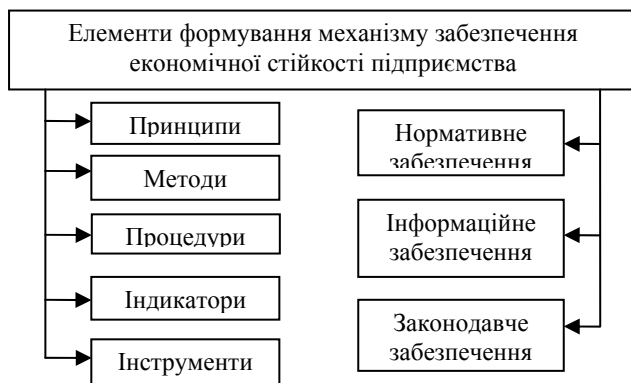 Елементи формування механізму забезпечення
економічної стійкості підприємства
Принципи
Методи
Процедури
Індикатори
Інструменти
Нормативне
забезпечення
Інформаційне
забезпечення
Законодавче
забезпечення